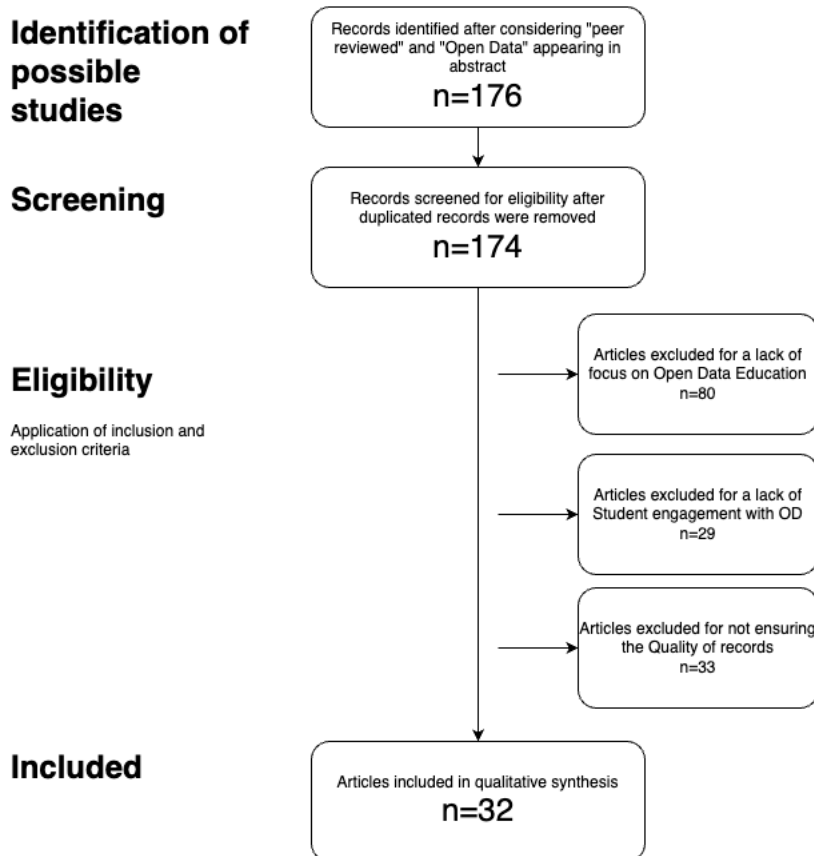 Identification of
possible
studies
Records identified after considering "peer
reviewed" and "Open Data" appearing in
abstract
n=176
Screening
Records screened for eligibility after
duplicated records were removed
n=174
Eligibility
Application of inclusion and
exclusion criteria
Articles excluded for a lack of
focus on Open Data Education
n=80
Articles excluded for a lack of
Student engagement with OD
n=29
Articles excluded for not ensuring
the Quality of records
n=33
Included
Articles included in qualitative synthesis
n=32